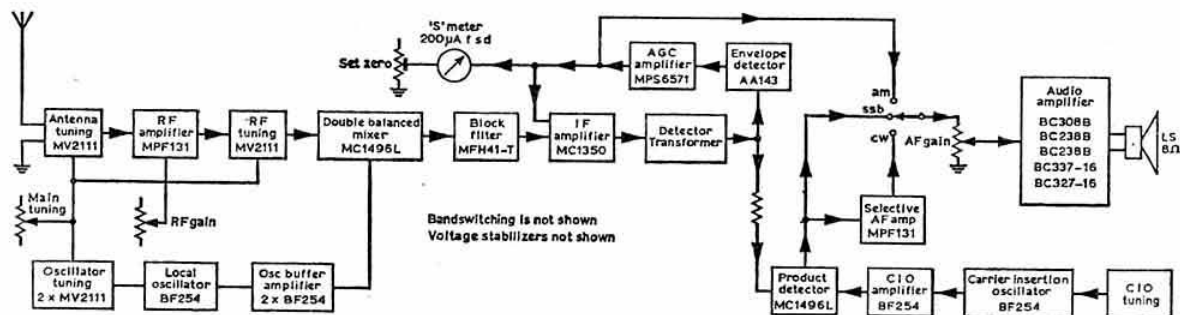 'S' meter
200µA fsd
Set zero
AGC
amplifier
MPS6571
Envelope
detector
AA143
am
ssb
cw
AF gain
Audio
amplifier
BC308B
BC238B
BC238B
BC337-16
BC327-16
LS
8Ω
Antenna
tuning
MV2111
RF
amplifier
MPF131
RF
tuning
MV2111
Double balanced
mixer
MC1496L
Block
filter
MFH41-T
IF
amplifier
MC1350
Detector
Transformer
Main
tuning
RF gain
Bandswitching is not shown
Voltage stabilizers not shown
Selective
AF amp
MPF131
Oscillator
tuning
2 x MV2111
Local
oscillator
BF254
Osc buffer
amplifier
2 x BF254
Product
detector
MC1496L
CIO
amplifier
BF254
Carrier insertion
oscillator
BF254
CIO
tuning